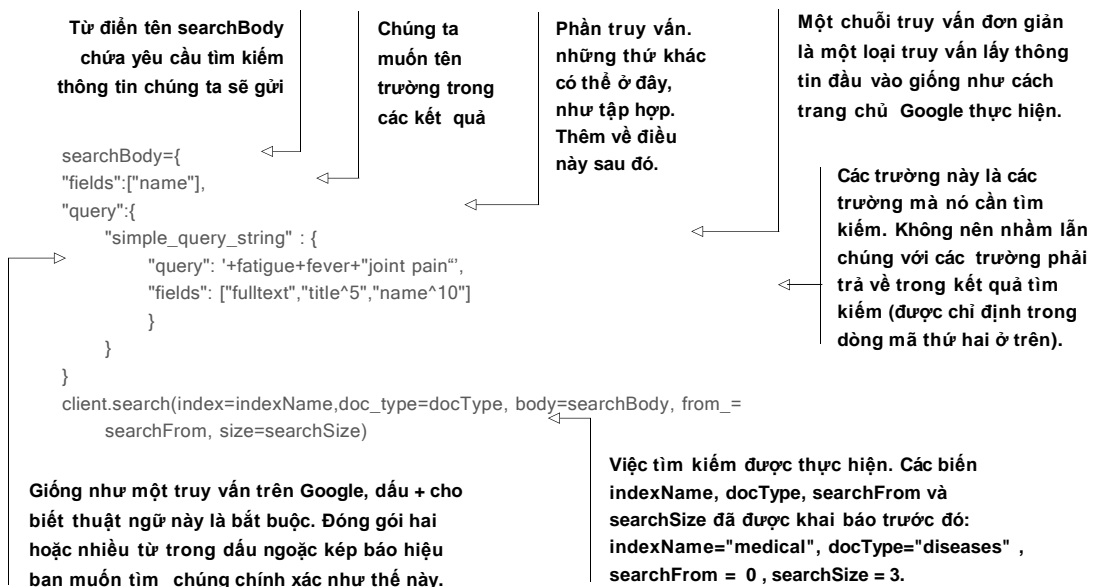 Từ điển tên searchBody
chứa yêu cầu tìm kiếm
thông tin chúng ta sẽ gửi
Chúng ta
muốn tên
trường trong
các kết quả
Phần truy vấn.
những thứ khác
có thể ở đây,
như tập hợp.
Thêm về điều
này sau đó.
Một chuỗi truy vấn đơn giản
là một loại truy vấn lấy thông
tin đầu vào giống như cách
trang chủ Google thực hiện.
Các trường này là các
trường mà nó cần tìm
kiếm. Không nên nhầm lẫn
chúng với các trường phải
trả về trong kết quả tìm
kiếm (được chỉ định trong
dòng mã thứ hai ở trên).
searchBody={
"fields":["name"],
"query":{
"simple_query_string" : {
"query": '+fatigue+fever+"joint pain“',
"fields": ["fulltext","title^5","name^10"]
}
}
}
client.search(index=indexName,doc_type=docType, body=searchBody, from_=
searchFrom, size=searchSize)
Giống như một truy vấn trên Google, dấu + cho
biết thuật ngữ này là bắt buộc. Đóng gói hai
hoặc nhiều từ trong dấu ngoặc kép báo hiệu
bạn muốn tìm chúng chính xác như thế này.
Việc tìm kiếm được thực hiện. Các biến
indexName, docType, searchFrom và
searchSize đã được khai báo trước đó:
indexName="medical", docType="diseases" ,
searchFrom = 0 , searchSize = 3.